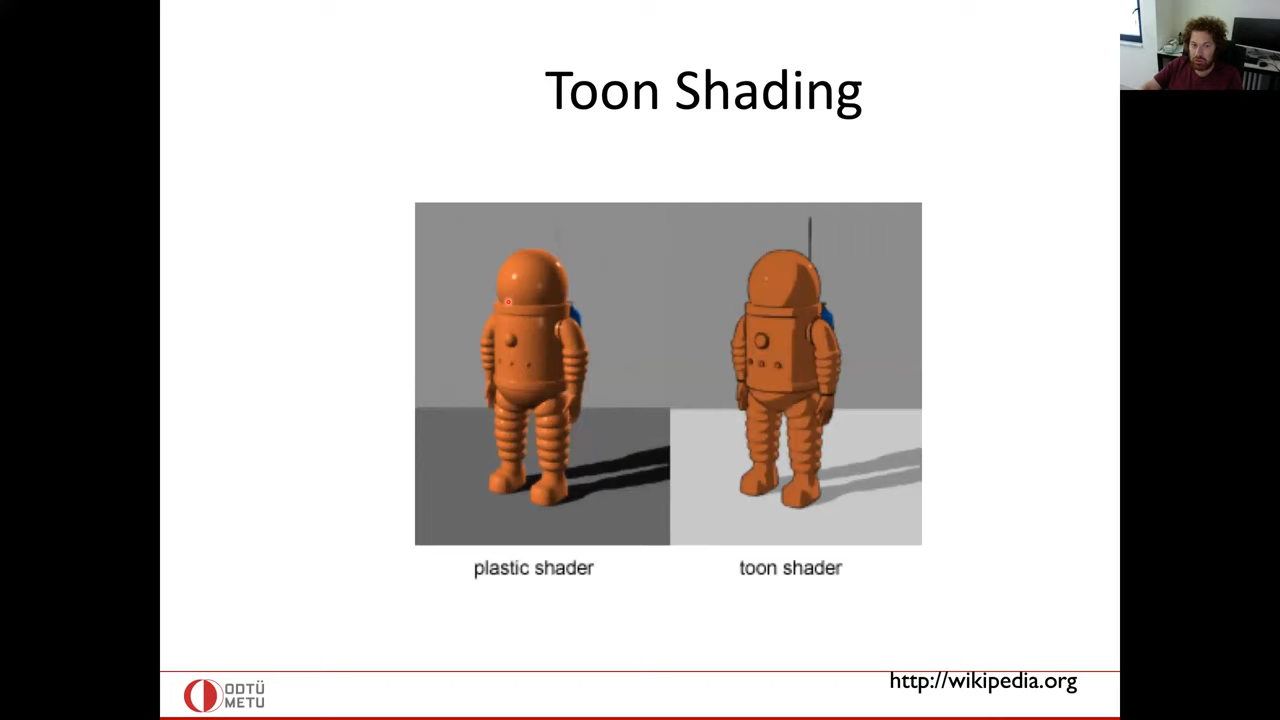 Toon Shading
plastic shader
toon shader
http://wikipedia.org
ODTÜ
METU